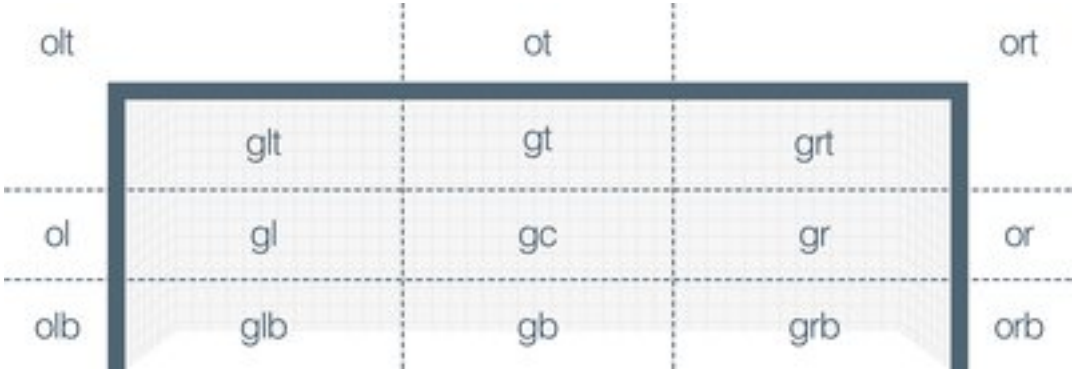 olt ot ort
glt gt grt
ol gl gc gr or
olb glb gb grb orb